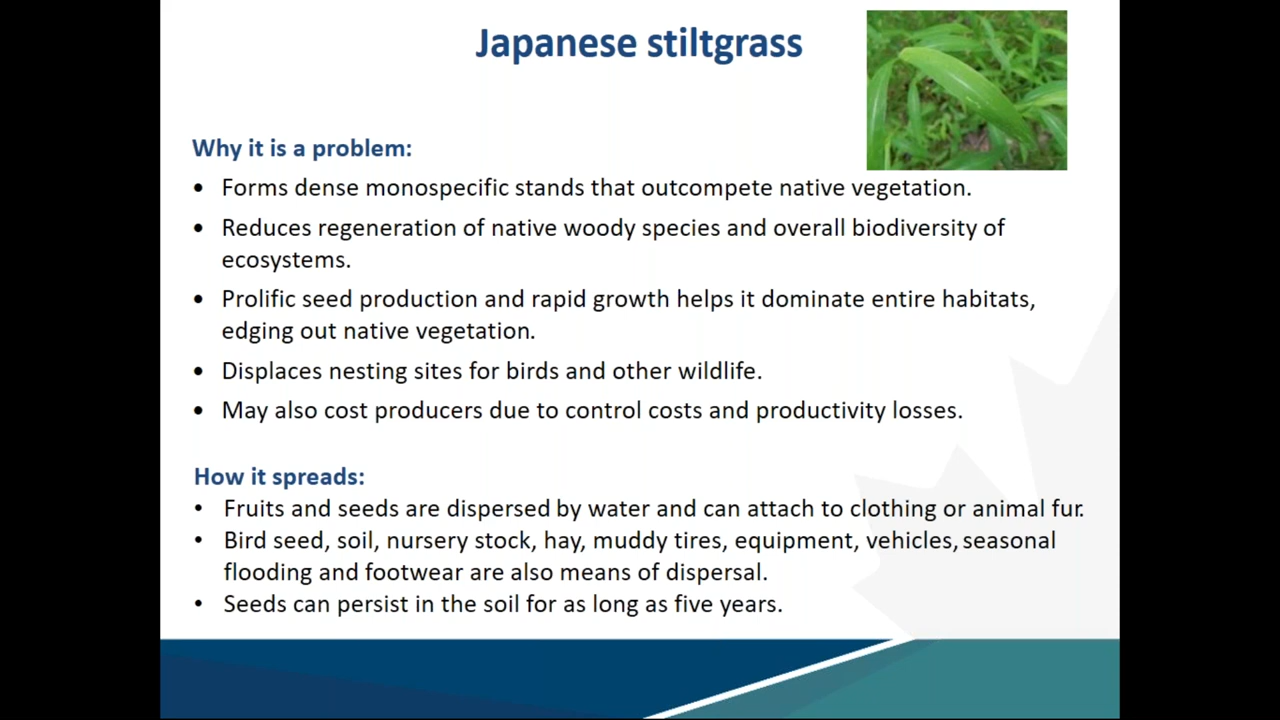 Japanese stiltgrass
Why it is a problem:
• Forms dense monospecific stands that outcompete native vegetation.
• Reduces regeneration of native woody species and overall biodiversity of
ecosystems.
• Prolific seed production and rapid growth helps it dominate entire habitats,
edging out native vegetation.
• Displaces nesting sites for birds and other wildlife.
• May also cost producers due to control costs and productivity losses.
How it spreads:
• Fruits and seeds are dispersed by water and can attach to clothing or animal fur.
• Bird seed, soil, nursery stock, hay, muddy tires, equipment, vehicles, seasonal
flooding and footwear are also means of dispersal.
• Seeds can persist in the soil for as long as five years.